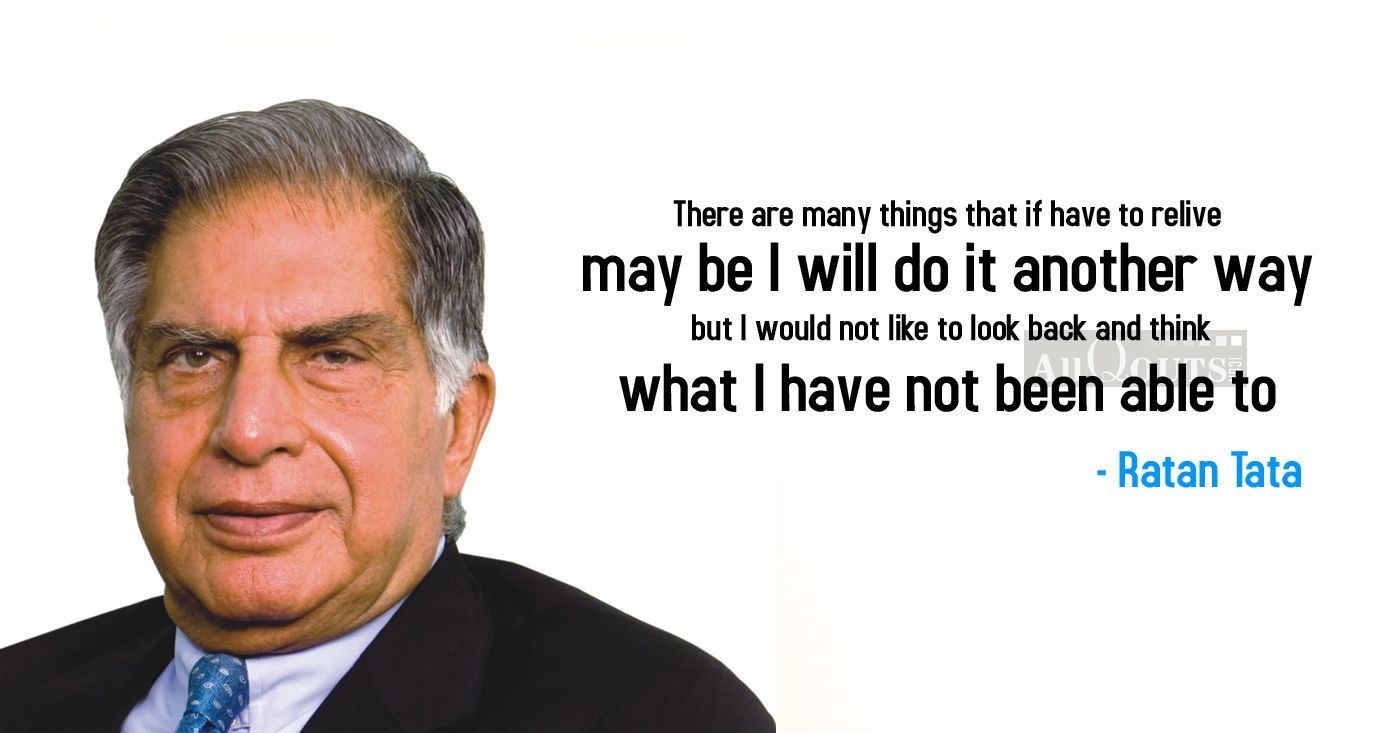 There are many things that if have to relive
may be I will do it another way
but I would not like to look back and think
what I have not been able to
- Ratan Tata